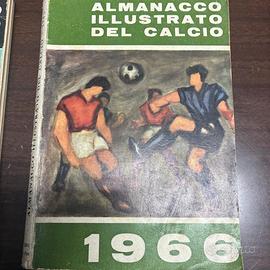 ALMANACCO
ILLUSTRATO
DEL CALCIO
1966